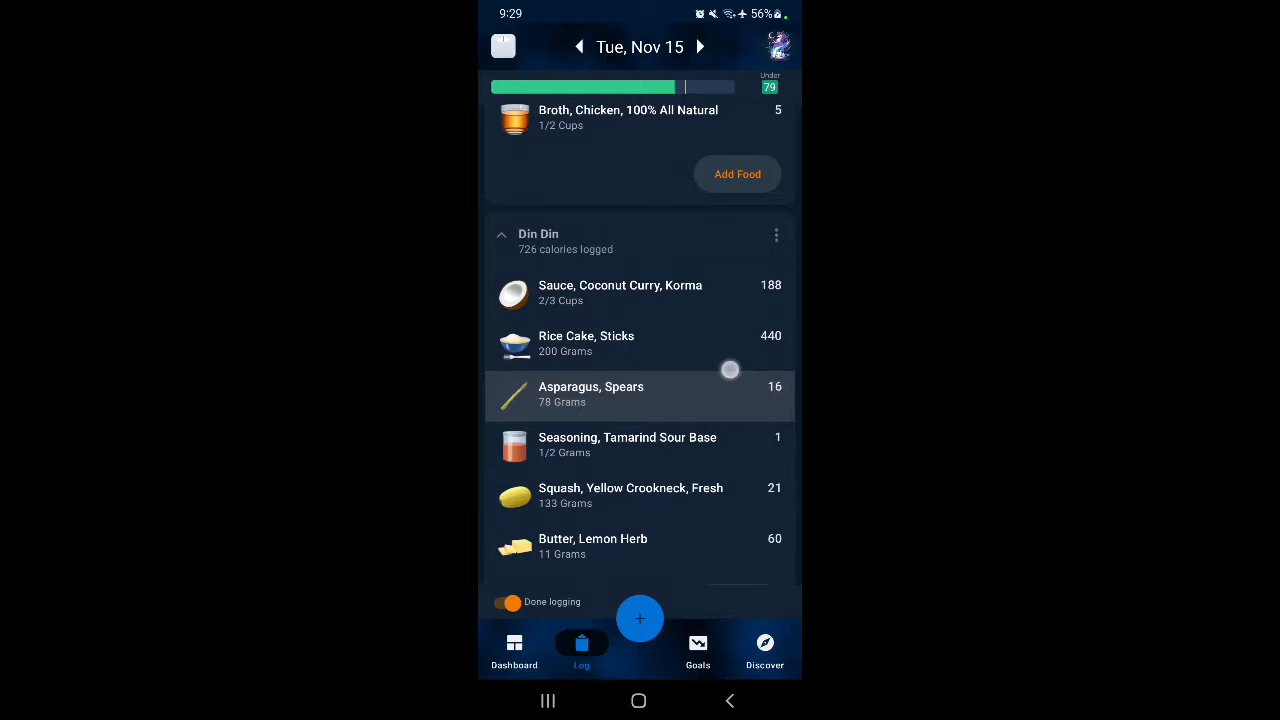 9:29
56%
Tue, Nov 15
Under
79
Broth, Chicken, 100% All Natural
5
1/2 Cups
Add Food
Din Din
726 calories logged
Sauce, Coconut Curry, Korma
188
2/3 Cups
Rice Cake, Sticks
440
200 Grams
Asparagus, Spears
16
78 Grams
Seasoning, Tamarind Sour Base
1
1/2 Grams
Squash, Yellow Crookneck, Fresh
21
133 Grams
Butter, Lemon Herb
60
11 Grams
Done logging
Dashboard
Log
Goals
Discover